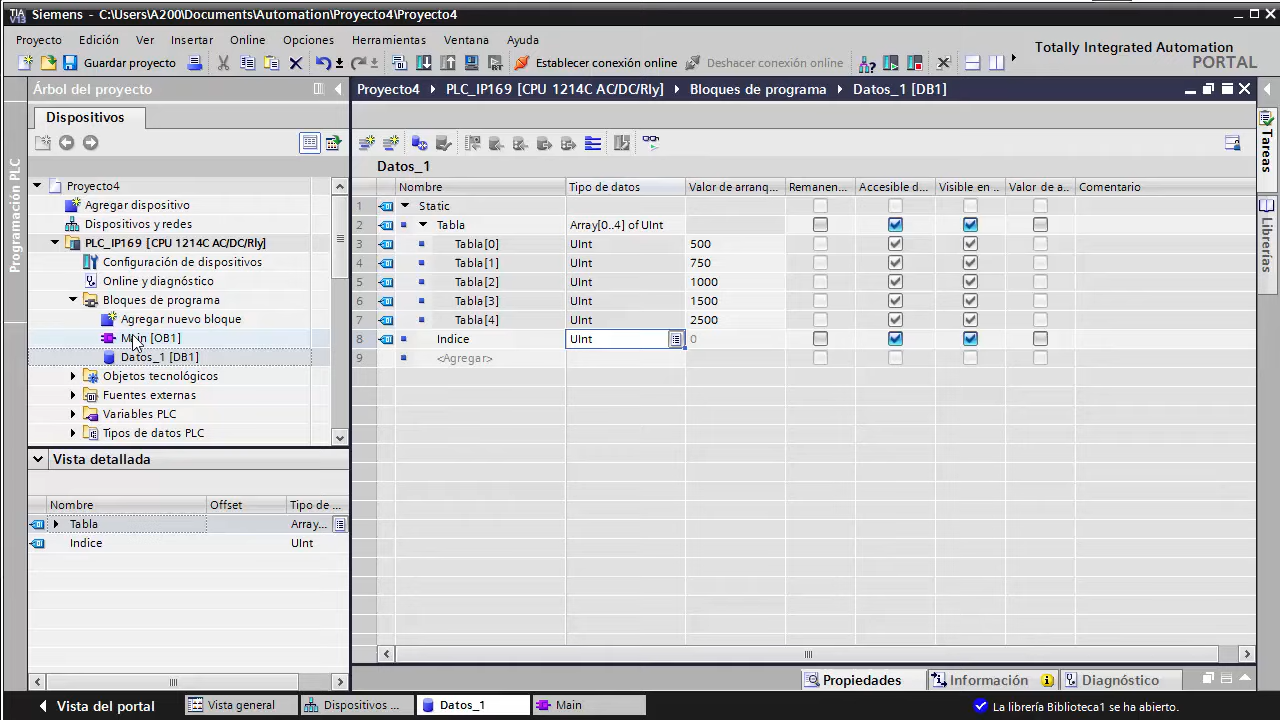 TIA V13 Siemens - C:\Users\A200\Documents\Automation\Proyecto4\Proyecto4
Proyecto Edición Ver Insertar Online Opciones Herramientas Ventana Ayuda
Totally Integrated Automation
PORTAL
Guardar proyecto Establecer conexión online Deshacer conexión online
Árbol del proyecto
Proyecto4 PLC_IP169 [CPU 1214C AC/DC/Rly] Bloques de programa Datos_1 [DB1]
Dispositivos
Programación PLC
Tareas
Librerías
Proyecto4
Agregar dispositivo
Dispositivos y redes
PLC_IP169 [CPU 1214C AC/DC/Rly]
Configuración de dispositivos
Online y diagnóstico
Bloques de programa
Agregar nuevo bloque
Main [OB1]
Datos_1 [DB1]
Objetos tecnológicos
Fuentes externas
Variables PLC
Tipos de datos PLC
Vista detallada
Nombre Offset Tipo de ...
Tabla Array...
Indice UInt
Datos_1
Nombre Tipo de datos Valor de arranq... Remanen... Accesible d... Visible en .. Valor de a.. Comentario
1 Static
2 Tabla Array[0..4] of UInt
3 Tabla[0] UInt 500
4 Tabla[1] UInt 750
5 Tabla[2] UInt 1000
6 Tabla[3] UInt 1500
7 Tabla[4] UInt 2500
8 Indice UInt 0
9 <Agregar>
Propiedades Información Diagnóstico
Vista del portal Vista general Dispositivos ... Datos_1 Main La librería Biblioteca1 se ha abierto.